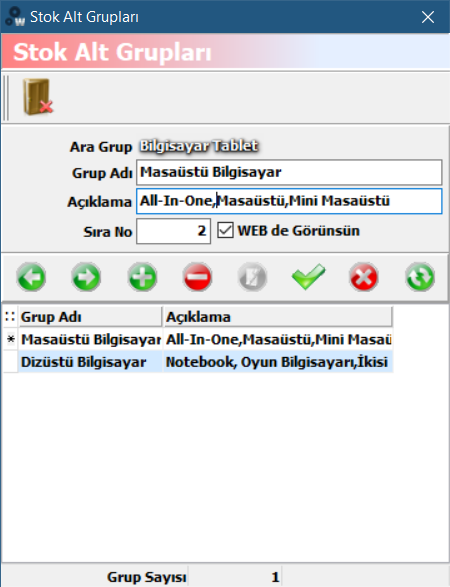 Stok Alt Grupları
Stok Alt Grupları
Ara Grup Bilgisayar Tablet
Grup Adı Masaüstü Bilgisayar
Açıklama All-In-One,Masaüstü,Mini Masaüstü
Sıra No 2 WEB de Görünsün
Grup Adı Açıklama
* Masaüstü Bilgisayar All-In-One,Masaüstü,Mini Masaü
Dizüstü Bilgisayar Notebook, Oyun Bilgisayarı,İkisi
Grup Sayısı 1